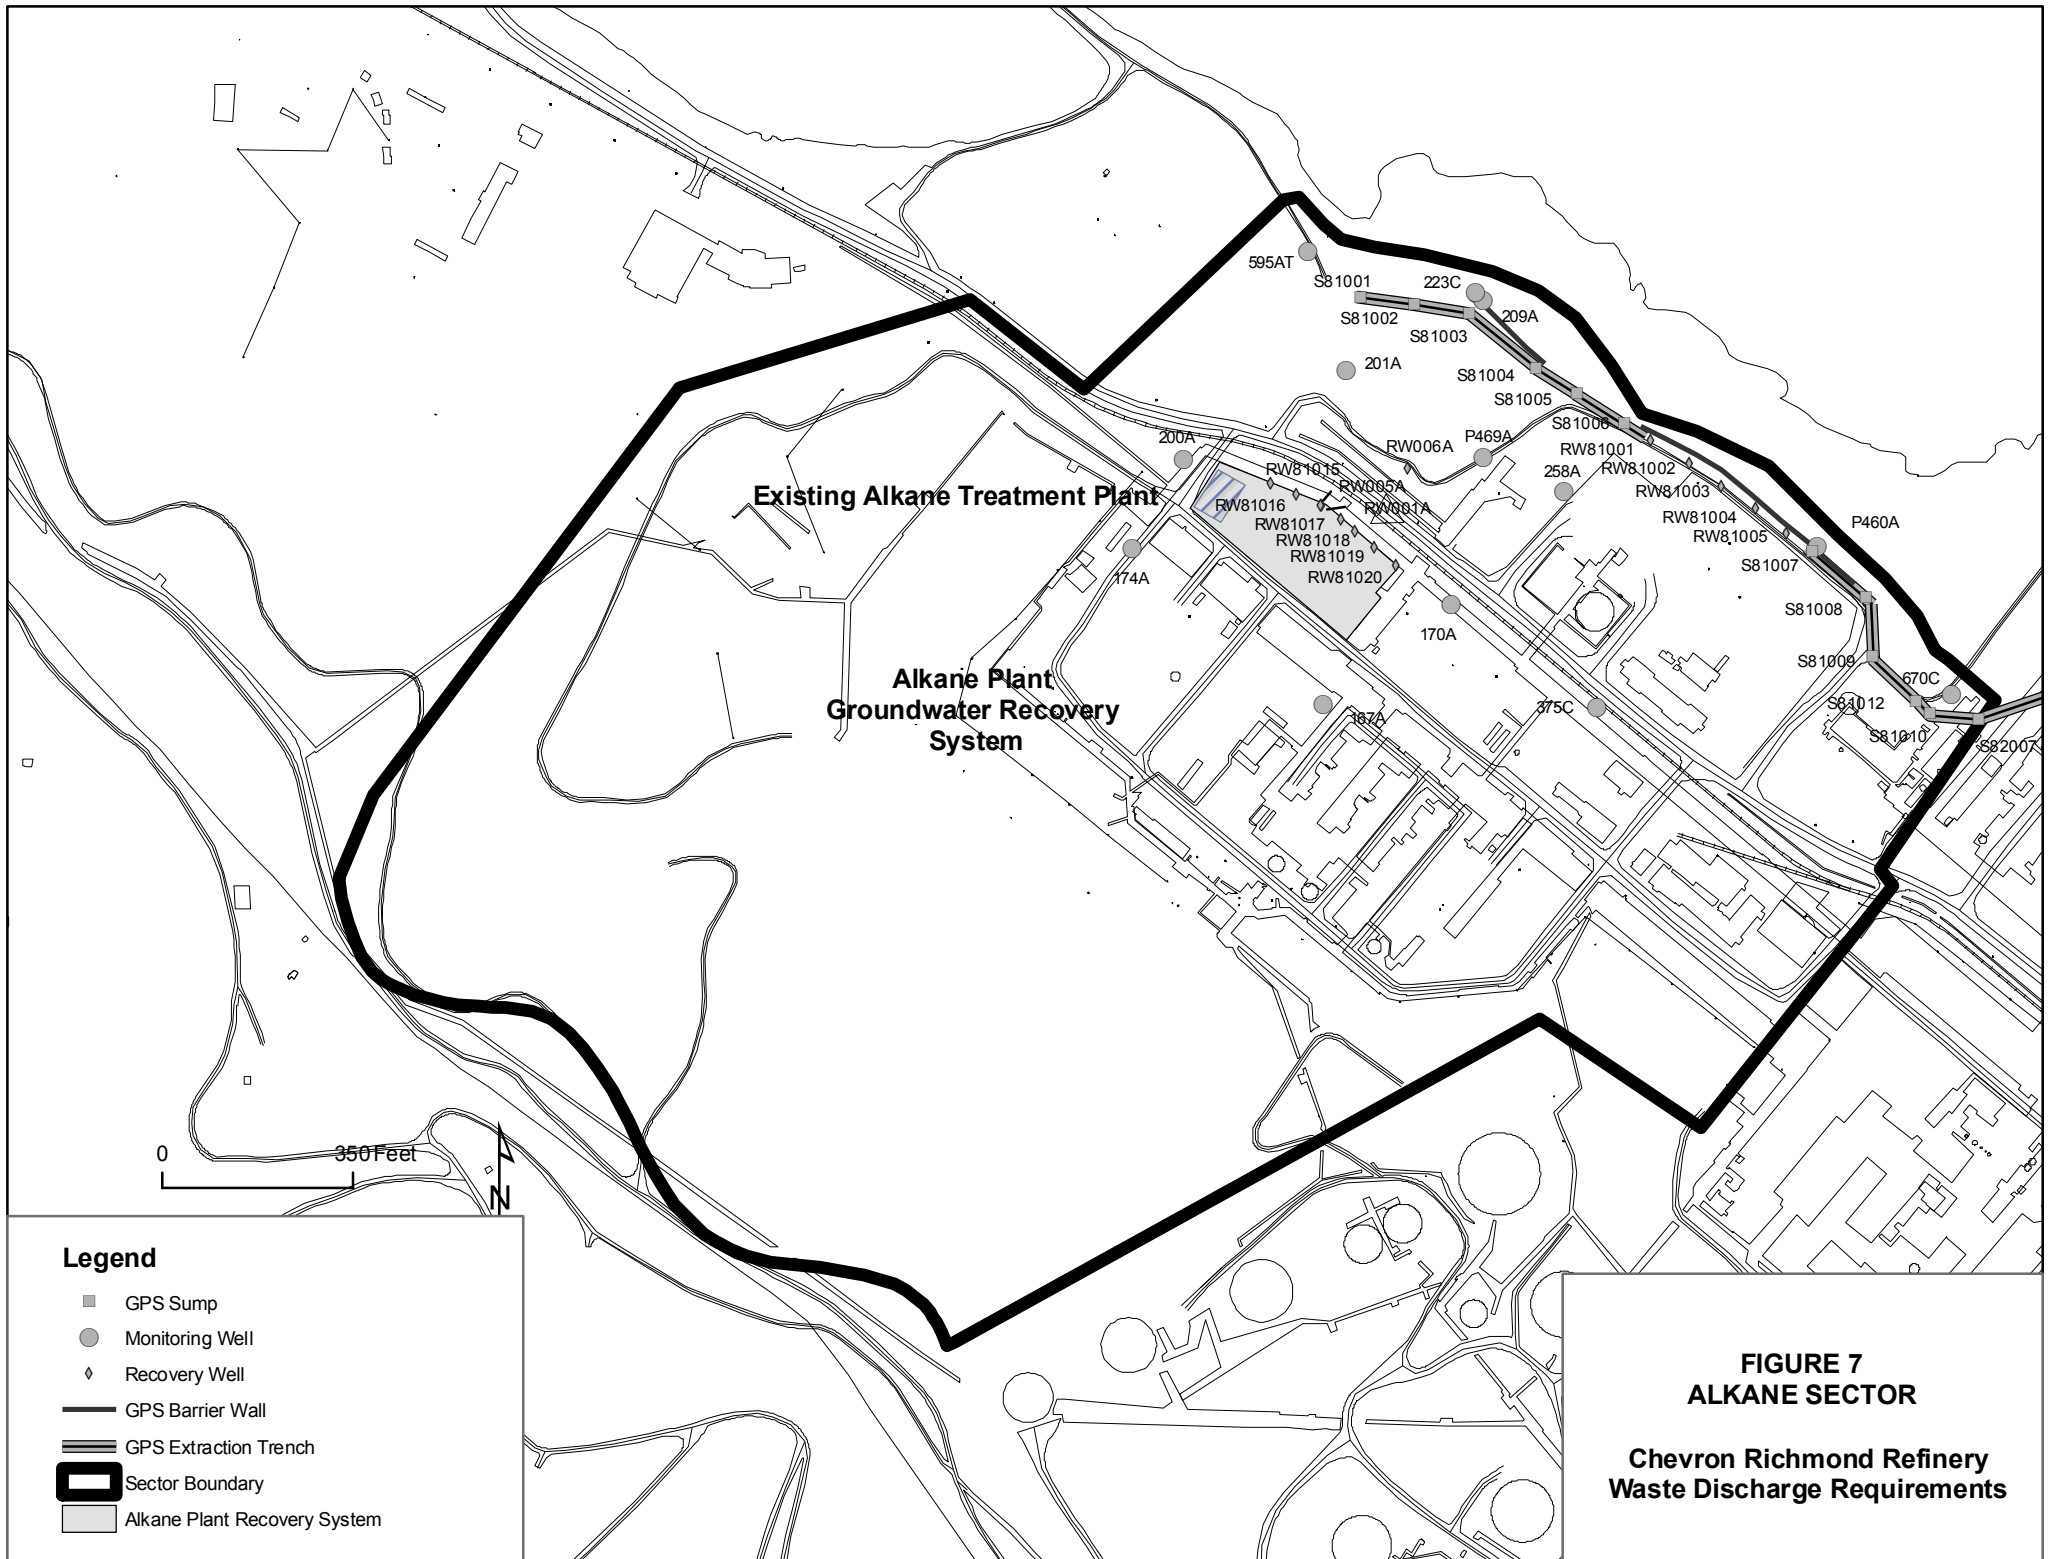 595AT
S81001
223C
S81002
209A
S81003
201A
S81004
S81005
S81006
200A
RW006A
P469A
RW81001
RW81015
RW81002
258A
Existing Alkane Treatment Plant
RW005A
RW81003
RW81016
RW001A
RW81004
P460A
RW81017
RW81005
RW81018
RW81019
S81007
174A
RW81020
S81008
170A
S81009
Alkane Plant
Groundwater Recovery
System
670C
S81012
375C
167A
S81010
S82007
0
350 Feet
N
Legend
GPS Sump
Monitoring Well
Recovery Well
GPS Barrier Wall
GPS Extraction Trench
Sector Boundary
Alkane Plant Recovery System
FIGURE 7
ALKANE SECTOR
Chevron Richmond Refinery
Waste Discharge Requirements